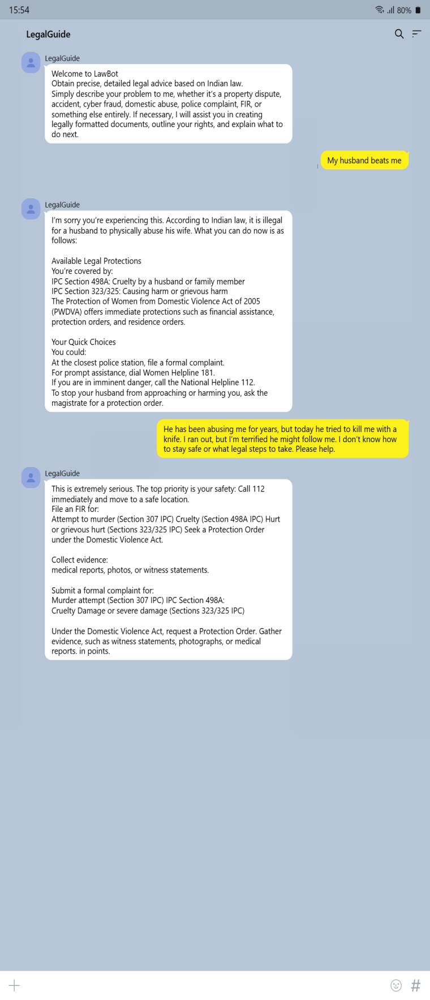 15:54
80%
LegalGuide
LegalGuide
Welcome to LawBot
Obtain precise, detailed legal advice based on Indian law.
Simply describe your problem to me, whether it's a property dispute,
accident, cyber fraud, domestic abuse, police complaint, FIR, or
something else entirely. If necessary, I will assist you in creating
legally formatted documents, outline your rights, and explain what to
do next.
My husband beats me
LegalGuide
I'm sorry you're experiencing this. According to Indian law, it is illegal
for a husband to physically abuse his wife. What you can do now is as
follows:
Available Legal Protections
You're covered by:
IPC Section 498A: Cruelty by a husband or family member
IPC Section 323/325: Causing harm or grievous harm
The Protection of Women from Domestic Violence Act of 2005
(PWDVA) offers immediate protections such as financial assistance,
protection orders, and residence orders.
Your Quick Choices
You could:
At the closest police station, file a formal complaint.
For prompt assistance, dial Women Helpline 181.
If you are in imminent danger, call the National Helpline 112.
To stop your husband from approaching or harming you, ask the
magistrate for a protection order.
He has been abusing me for years, but today he tried to kill me with a
knife. I ran out, but I'm terrified he might follow me. I don't know how
to stay safe or what legal steps to take. Please help.
LegalGuide
This is extremely serious. The top priority is your safety: Call 112
immediately and move to a safe location.
File an FIR for:
Attempt to murder (Section 307 IPC) Cruelty (Section 498A IPC) Hurt
or grievous hurt (Sections 323/325 IPC) Seek a Protection Order
under the Domestic Violence Act.
Collect evidence:
medical reports, photos, or witness statements.
Submit a formal complaint for:
Murder attempt (Section 307 IPC) IPC Section 498A:
Cruelty Damage or severe damage (Sections 323/325 IPC)
Under the Domestic Violence Act, request a Protection Order. Gather
evidence, such as witness statements, photographs, or medical
reports. in points.
#